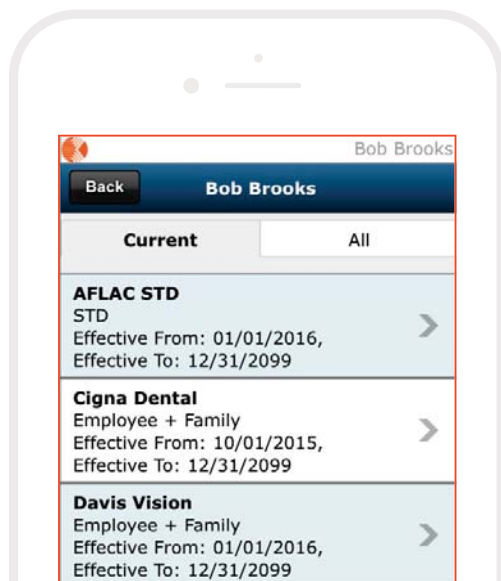 Bob Brooks
Back
Bob Brooks
Current
All
AFLAC STD
STD
Effective From: 01/01/2016,
Effective To: 12/31/2099
Cigna Dental
Employee + Family
Effective From: 10/01/2015,
Effective To: 12/31/2099
Davis Vision
Employee + Family
Effective From: 01/01/2016,
Effective To: 12/31/2099